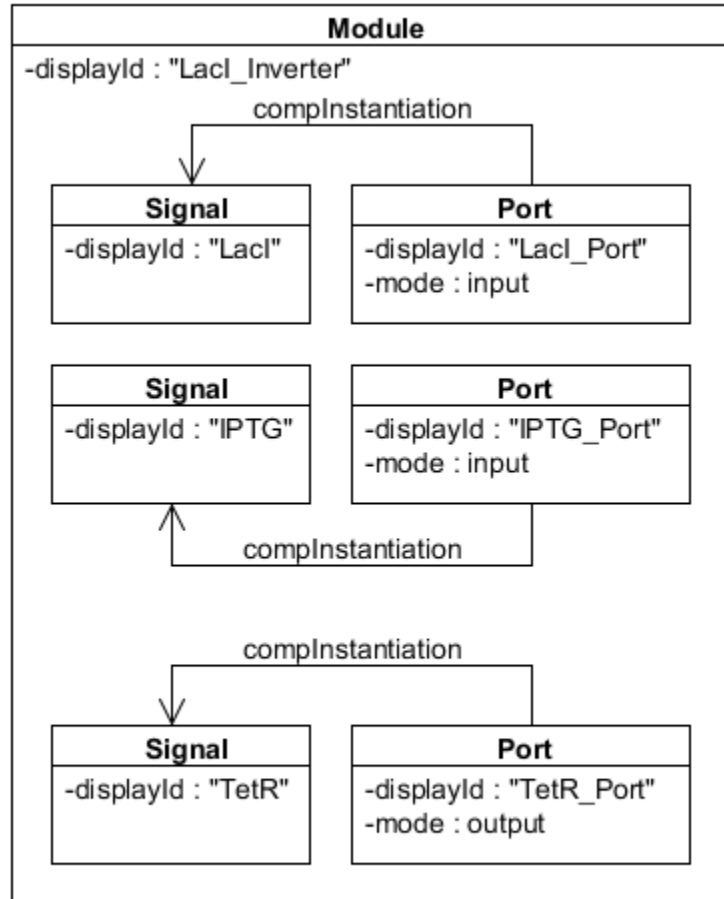 Module
-displayId : "LacI_Inverter"
compInstantiation
Signal
-displayId : "LacI"
Port
-displayId : "LacI_Port"
-mode : input
Signal
-displayId : "IPTG"
Port
-displayId : "IPTG_Port"
-mode : input
compInstantiation
compInstantiation
Signal
-displayId : "TetR"
Port
-displayId : "TetR_Port"
-mode : output